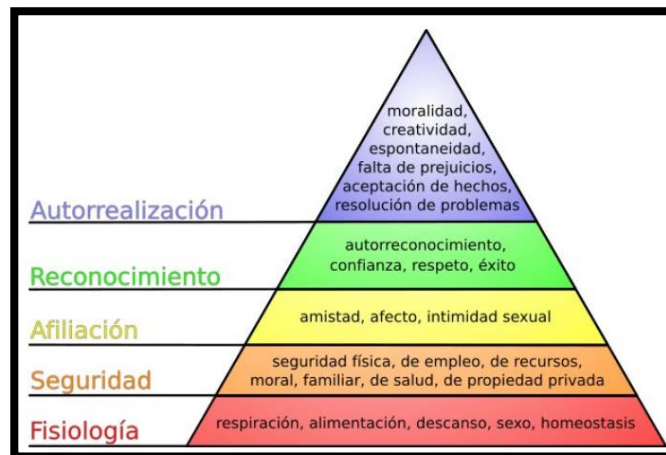 moralidad,
creatividad,
espontaneidad,
falta de prejuicios,
aceptación de hechos,
resolución de problemas
Autorrealización
autorreconocimiento,
confianza, respeto, éxito
Reconocimiento
amistad, afecto, intimidad sexual
Afiliación
seguridad física, de empleo, de recursos,
moral, familiar, de salud, de propiedad privada
Seguridad
respiración, alimentación, descanso, sexo, homeostasis
Fisiología